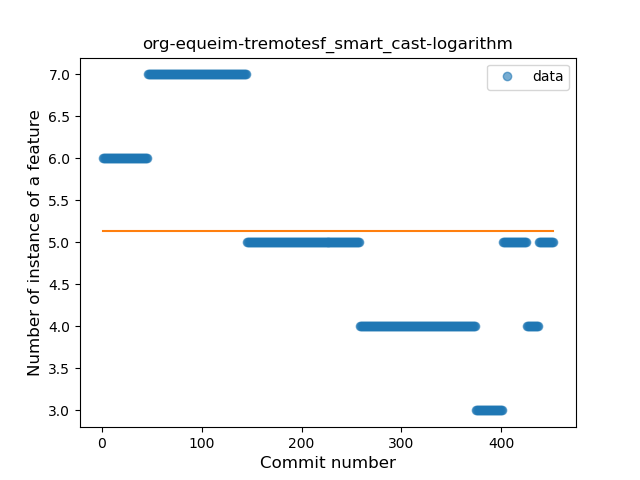 org-equeim-tremotesf_smart_cast-logarithm
data
Number of instance of a feature
7.0
6.5
6.0
5.5
5.0
4.5
4.0
3.5
3.0
0 100 200 300 400
Commit number